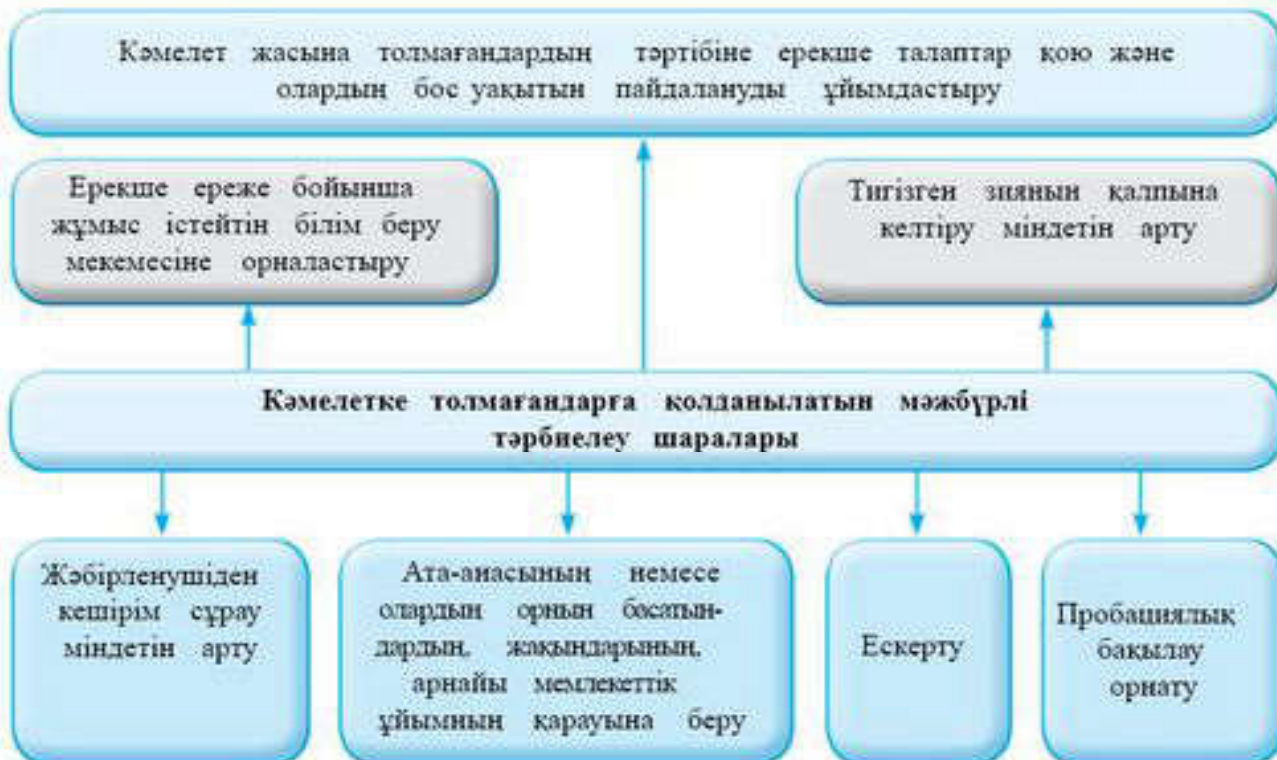 Кәмелет жасына толмағандардың тәртібіне ерекше талаптар қою және
олардың бос уақытын пайдалануды ұйымдастыру
Ерекше ереже бойынша
жұмыс істейтін білім беру
мекемесіне орналастыру
Тигізген зиянын қалпына
келтіру міндетін арту
Кәмелетке толмағандарға қолданылатын мәжбүрлі
тәрбиелеу шаралары
Жәбірленушіден
кешірім сұрау
міндетін арту
Ата-анасының немесе
олардың орнын басатын-
дардың, жақындарының,
арнайы мемлекеттік
ұйымның қарауына беру
Ескерту
Пробациялық
бақылау
орнату